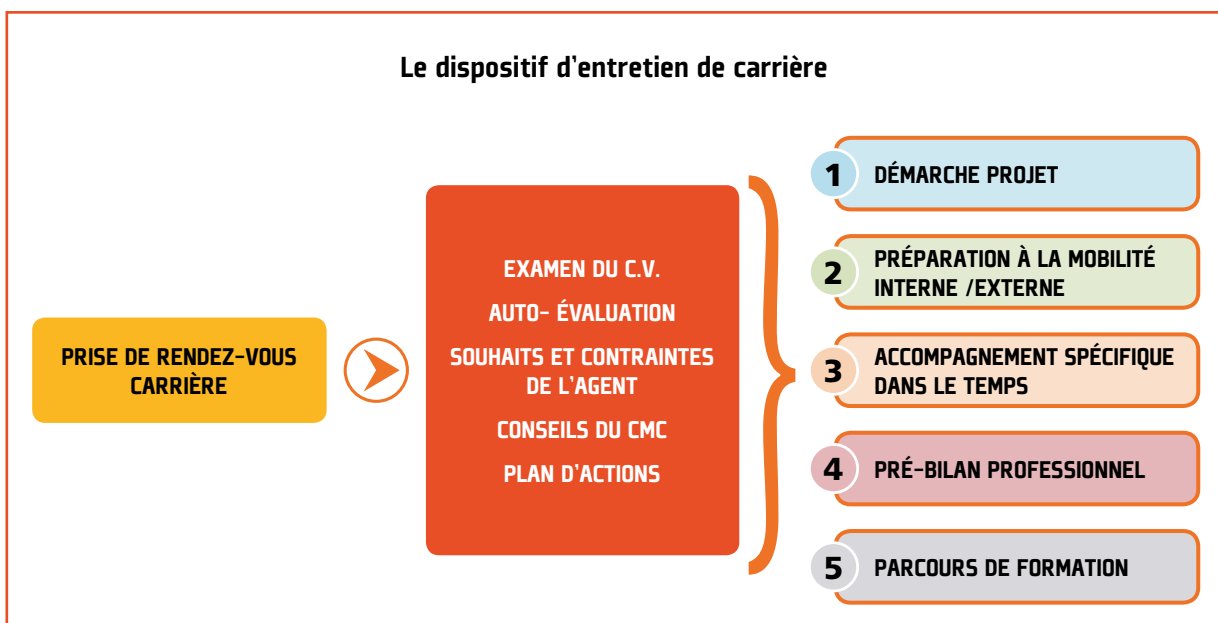 Le dispositif d'entretien de carrière
PRISE DE RENDEZ-VOUS
CARRIÈRE
EXAMEN DU C.V.
AUTO- ÉVALUATION
SOUHAITS ET CONTRAINTES
DE L'AGENT
CONSEILS DU CMC
PLAN D'ACTIONS
1 DÉMARCHE PROJET
2 PRÉPARATION À LA MOBILITÉ
INTERNE /EXTERNE
3 ACCOMPAGNEMENT SPÉCIFIQUE
DANS LE TEMPS
4 PRÉ-BILAN PROFESSIONNEL
5 PARCOURS DE FORMATION